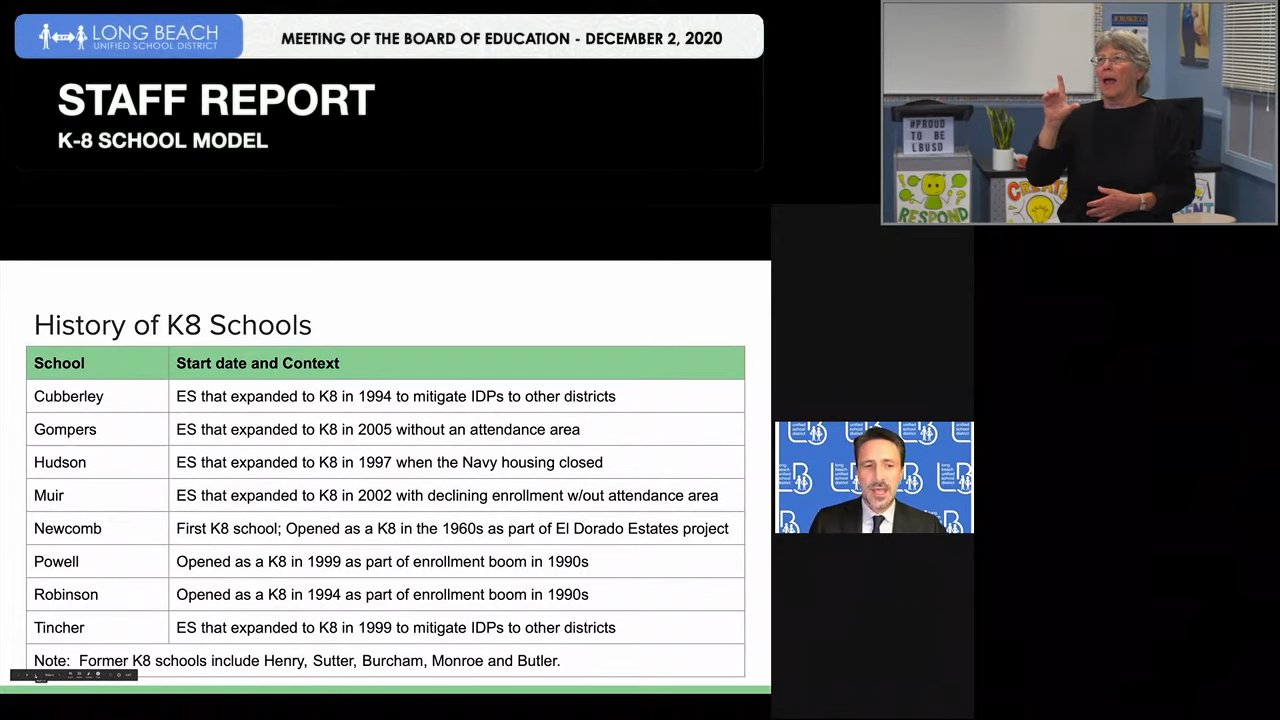 LONG BEACH
UNIFIED SCHOOL DISTRICT
MEETING OF THE BOARD OF EDUCATION - DECEMBER 2, 2020
STAFF REPORT
K-8 SCHOOL MODEL
#PROUD
TO BE
LBUSD
RESPOND
History of K8 Schools
School Start date and Context
Cubberley ES that expanded to K8 in 1994 to mitigate IDPs to other districts
Gompers ES that expanded to K8 in 2005 without an attendance area
Hudson ES that expanded to K8 in 1997 when the Navy housing closed
Muir ES that expanded to K8 in 2002 with declining enrollment w/out attendance area
Newcomb First K8 school; Opened as a K8 in the 1960s as part of El Dorado Estates project
Powell Opened as a K8 in 1999 as part of enrollment boom in 1990s
Robinson Opened as a K8 in 1994 as part of enrollment boom in 1990s
Tincher ES that expanded to K8 in 1999 to mitigate IDPs to other districts
Note: Former K8 schools include Henry, Sutter, Burcham, Monroe and Butler.
long beach
unified
school
district